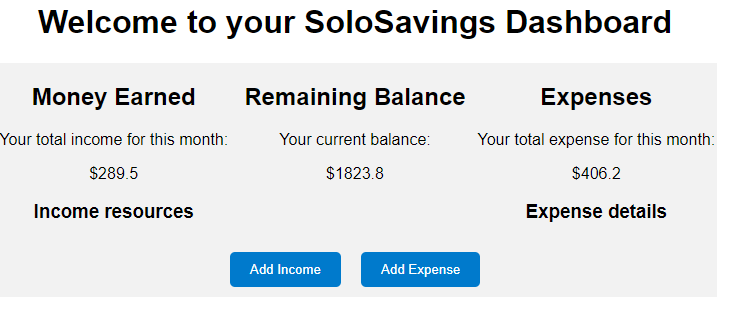 Welcome to your SoloSavings Dashboard
Money Earned
Remaining Balance
Expenses
Your total income for this month:
Your current balance:
Your total expense for this month:
$289.5
$1823.8
$406.2
Income resources
Expense details
Add Income
Add Expense